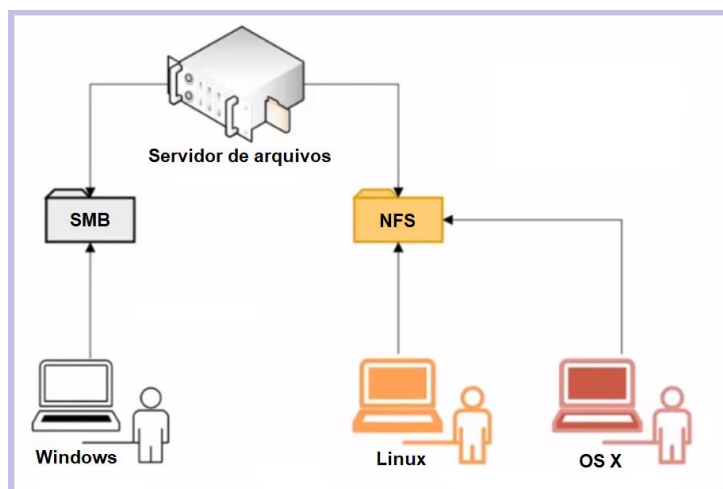 Servidor de arquivos
SMB
NFS
Windows
Linux
OS X